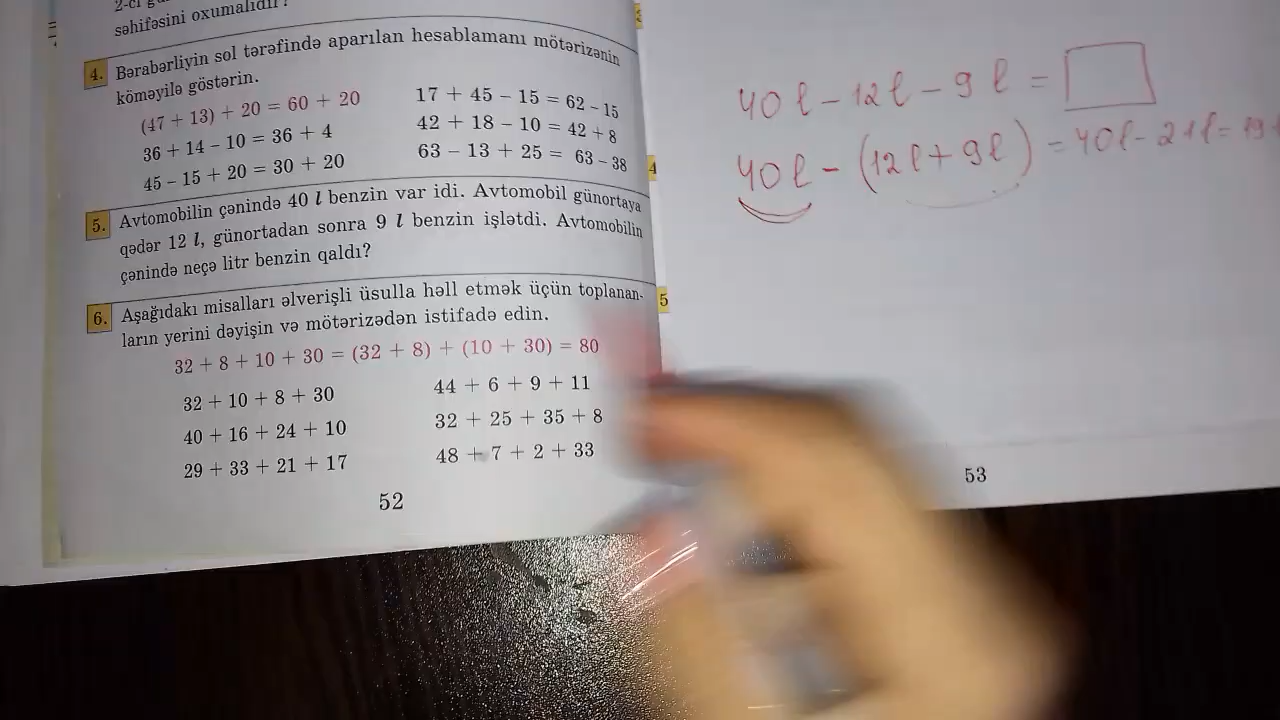 səhifəsini oxumalıdır?
4. Bərabərliyin sol tərəfində aparılan hesablamanı mötərizənin
köməyilə göstərin.
(47 + 13) + 20 = 60 + 20
36 + 14 – 10 = 36 + 4
45 – 15 + 20 = 30 + 20
17 + 45 – 15 = 62 – 15
42 + 18 – 10 = 42 + 8
63 – 13 + 25 = 63 – 38
5. Avtomobilin çənində 40 l benzin var idi. Avtomobil günortaya
qədər 12 l, günortadan sonra 9 l benzin işlətdi. Avtomobilin
çənində neçə litr benzin qaldı?
6. Aşağıdakı misalları əlverişli üsulla həll etmək üçün toplanan-
ların yerini dəyişin və mötərizədən istifadə edin.
32 + 8 + 10 + 30 = (32 + 8) + (10 + 30) = 80
32 + 10 + 8 + 30
40 + 16 + 24 + 10
29 + 33 + 21 + 17
44 + 6 + 9 + 11
32 + 25 + 35 + 8
48 + 7 + 2 + 33
52
4
5
40 l – 12 l – 9 l =
40 l – (12 l + 9 l) = 40 l – 21 l = 19
53